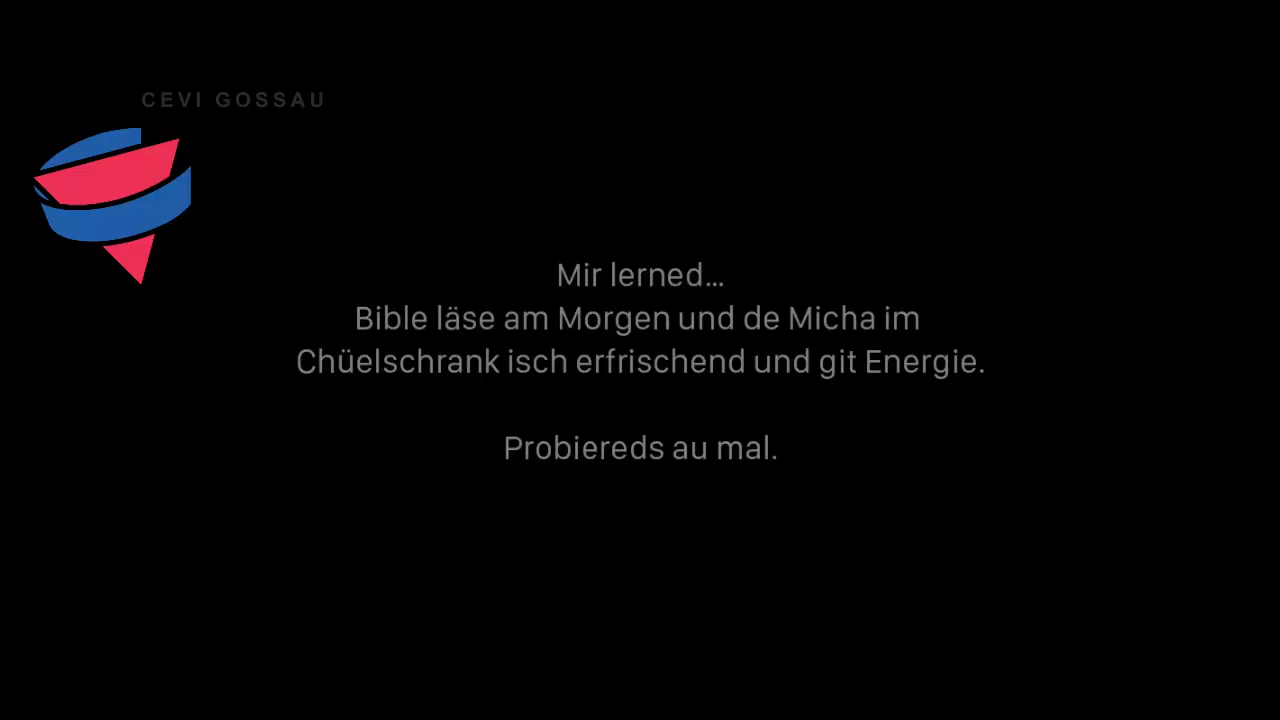 CEVI GOSSAU
Mir lerned...
Bible läse am Morgen und de Micha im
Chüelschrank isch erfrischend und git Energie.
Probiereds au mal.